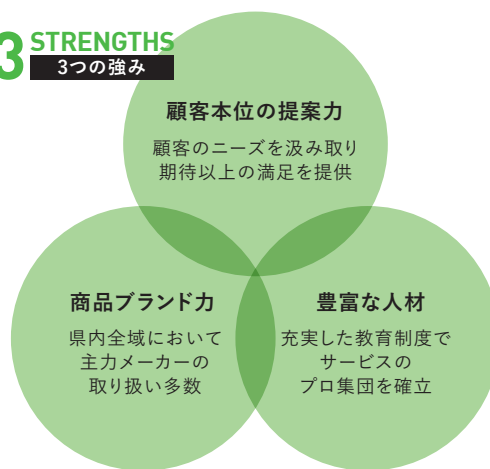 3 STRENGTHS
3つの強み
顧客本位の提案力
顧客のニーズを汲み取り
期待以上の満足を提供
商品ブランド力
県内全域において
主力メーカーの
取り扱い多数
豊富な人材
充実した教育制度で
サービスの
プロ集団を確立